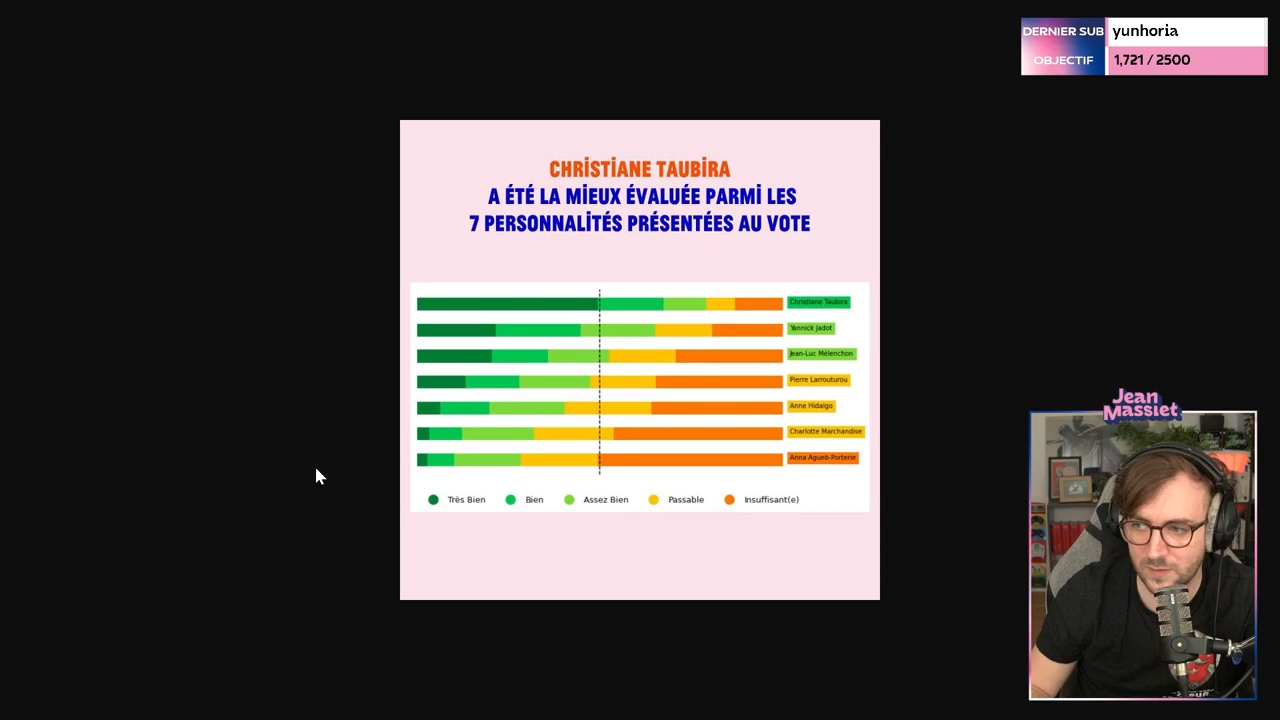 DERNIER SUB yunhoria
OBJECTIF 1,721 / 2500
CHRISTIANE TAUBIRA
A ÉTÉ LA MIEUX ÉVALUÉE PARMI LES
7 PERSONNALITÉS PRÉSENTÉES AU VOTE
Christiane Taubira
Yannick Jadot
Jean-Luc Mélenchon
Pierre Larrouturou
Anne Hidalgo
Charlotte Marchandise
Anna Agueb-Porterie
Très Bien Bien Assez Bien Passable Insuffisant(e)
Jean
Massiet